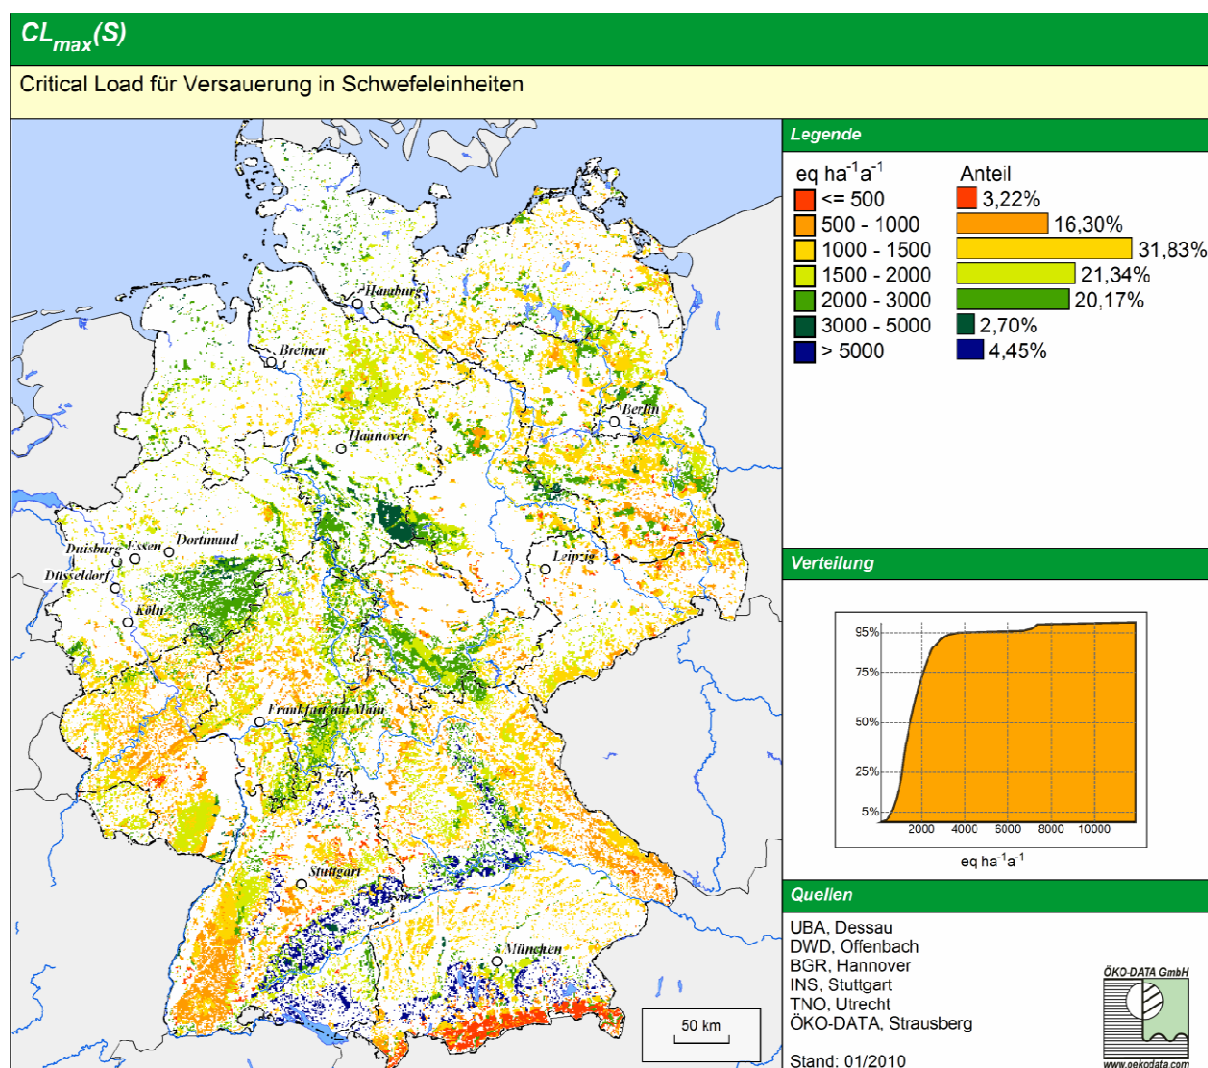 CLmax(S)
Critical Load für Versauerung in Schwefeleinheiten
Legende
eq ha-1a-1 Anteil
<= 500 3,22%
500 - 1000 16,30%
1000 - 1500 31,83%
1500 - 2000 21,34%
2000 - 3000 20,17%
3000 - 5000 2,70%
> 5000 4,45%
Hamburg
Bremen
Berlin
Hannover
Dortmund
Essen
Duisburg
Düsseldorf
Leipzig
Köln
Frankfurt am Main
Stuttgart
München
50 km
Verteilung
95%
75%
50%
25%
5%
2000 4000 6000 8000 10000
eq ha-1a-1
Quellen
UBA, Dessau
DWD, Offenbach
BGR, Hannover
INS, Stuttgart
TNO, Utrecht
ÖKO-DATA, Strausberg
Stand: 01/2010
ÖKO-DATA GmbH
www.oekodata.com